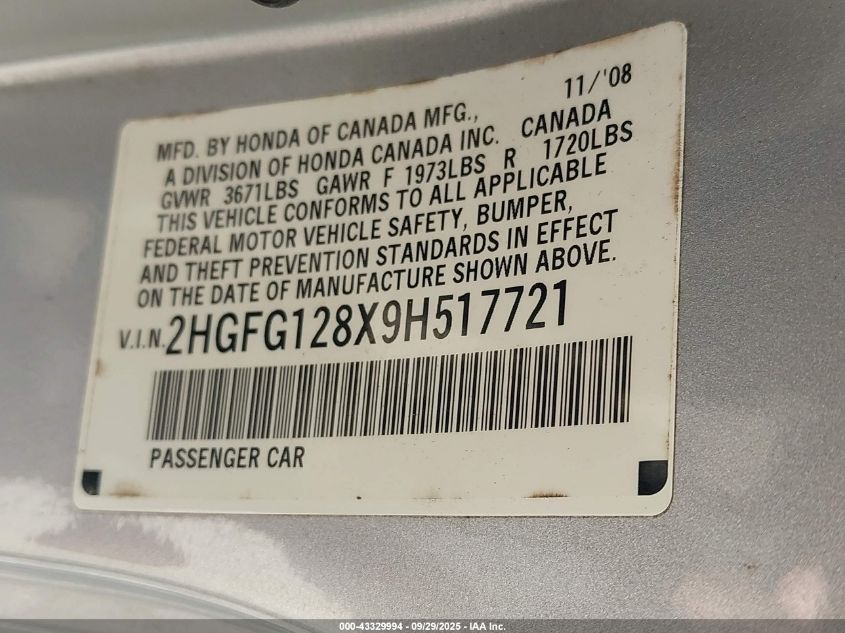 11/'08
MFD. BY HONDA OF CANADA MFG.,
A DIVISION OF HONDA CANADA INC. CANADA
GVWR 3671LBS GAWR F 1973LBS R 1720LBS
THIS VEHICLE CONFORMS TO ALL APPLICABLE
FEDERAL MOTOR VEHICLE SAFETY, BUMPER,
AND THEFT PREVENTION STANDARDS IN EFFECT
ON THE DATE OF MANUFACTURE SHOWN ABOVE.
V.I.N. 2HGFG128X9H517721
PASSENGER CAR
000-43329994 - 09/29/2025 - IAA Inc.